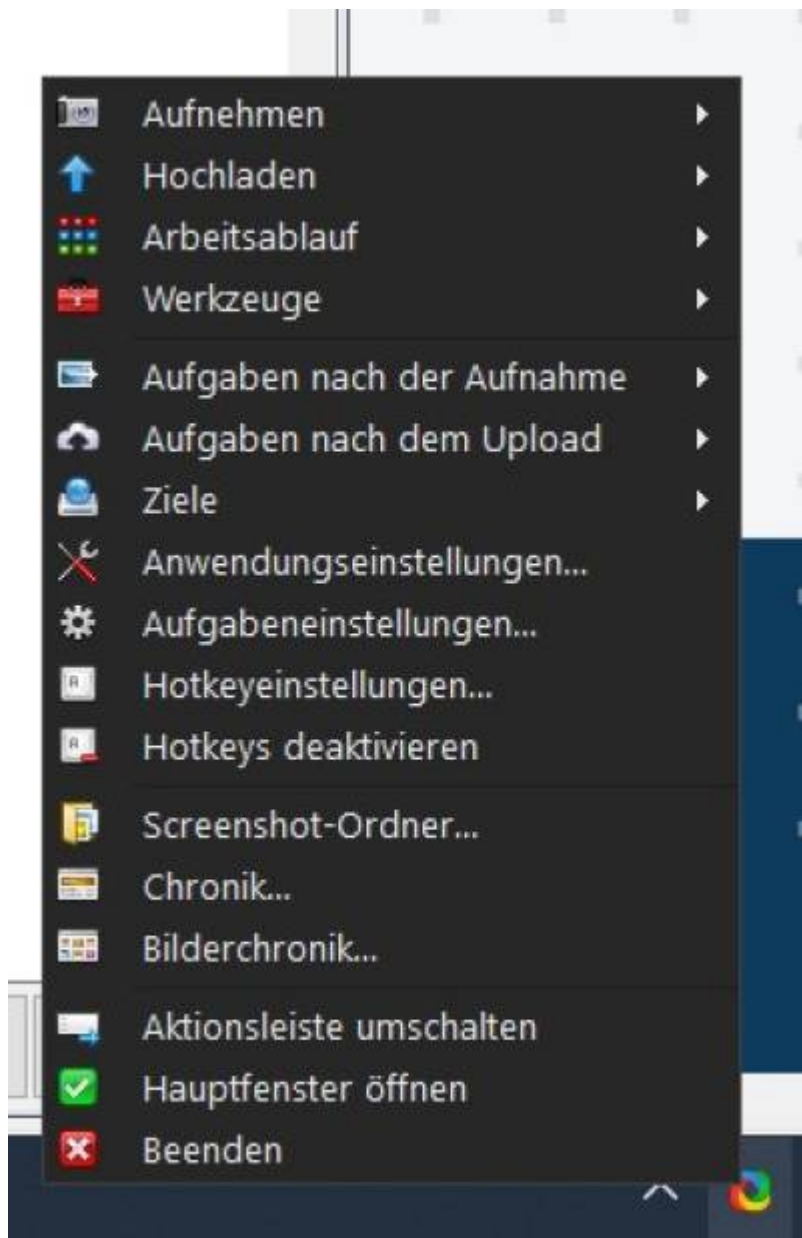 Aufnehmen
Hochladen
Arbeitsablauf
Werkzeuge
Aufgaben nach der Aufnahme
Aufgaben nach dem Upload
Ziele
Anwendungseinstellungen...
Aufgabeneinstellungen...
Hotkeyeinstellungen...
Hotkeys deaktivieren
Screenshot-Ordner...
Chronik...
Bilderchronik...
Aktionsleiste umschalten
Hauptfenster öffnen
Beenden